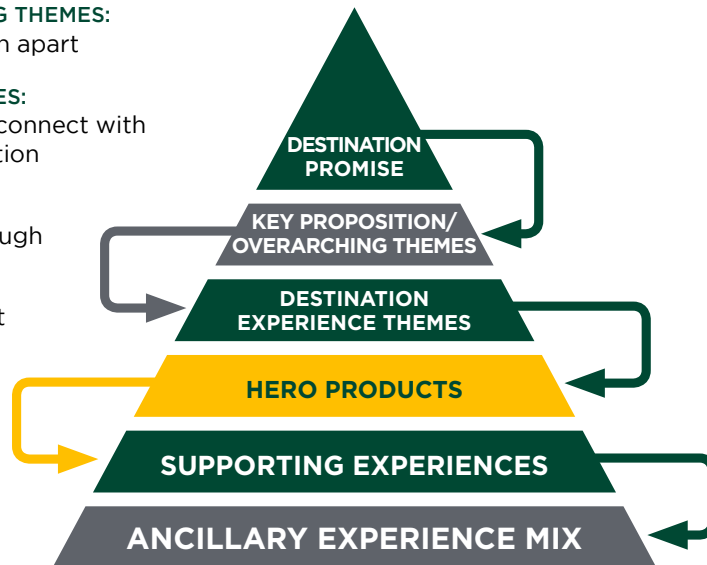 G THEMES:
n apart
ES:
connect with
tion
ugh
t
DESTINATION
PROMISE
KEY PROPOSITION/
OVERARCHING THEMES
DESTINATION
EXPERIENCE THEMES
HERO PRODUCTS
SUPPORTING EXPERIENCES
ANCILLARY EXPERIENCE MIX